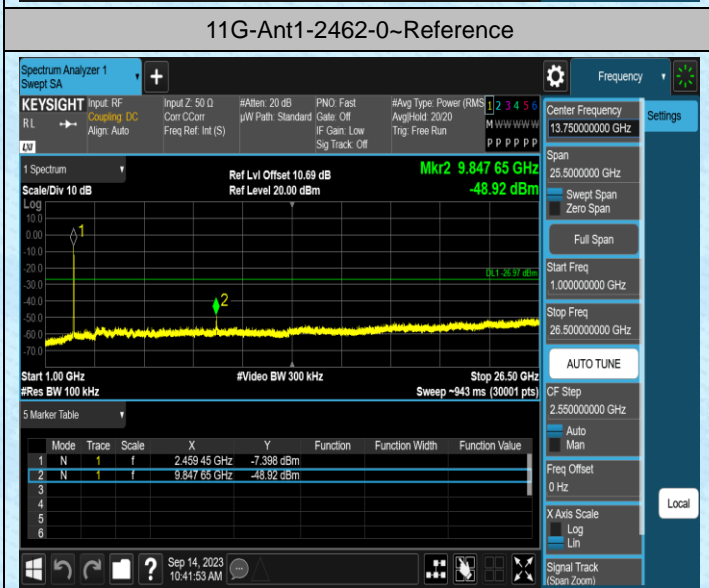 11G-Ant1-2462-0~Reference
Spectrum Analyzer 1
Swept SA
+
Frequency
KEYSIGHT
RL
LXI
Input: RF
Coupling: DC
Align: Auto
Input Z: 50 Ω
Corr CCorr
Freq Ref: Int (S)
#Atten: 20 dB
µW Path: Standard
PNO: Fast
Gate: Off
IF Gain: Low
Sig Track: Off
#Avg Type: Power (RMS
Avg|Hold: 20/20
Trig: Free Run
1 2 3 4 5 6
M W W W W W
P P P P P P
1 Spectrum
Scale/Div 10 dB
Ref Lvl Offset 10.69 dB
Ref Level 20.00 dBm
Mkr2 9.847 65 GHz
-48.92 dBm
Log
10.0
0.00
-10.0
-20.0
-30.0
-40.0
-50.0
-60.0
-70.0
1
2
DL1 -26.97 dBm
Start 1.00 GHz
#Res BW 100 kHz
#Video BW 300 kHz
Stop 26.50 GHz
Sweep ~943 ms (30001 pts)
5 Marker Table
Mode Trace Scale X Y Function Function Width Function Value
1 N 1 f 2.459 45 GHz -7.398 dBm
2 N 1 f 9.847 65 GHz -48.92 dBm
3
4
5
6
Sep 14, 2023
10:41:53 AM
?
Center Frequency
13.750000000 GHz
Span
25.5000000 GHz
Swept Span
Zero Span
Full Span
Start Freq
1.000000000 GHz
Stop Freq
26.500000000 GHz
AUTO TUNE
CF Step
2.550000000 GHz
Auto
Man
Freq Offset
0 Hz
X Axis Scale
Log
Lin
Signal Track
(Span Zoom)
Settings
Local